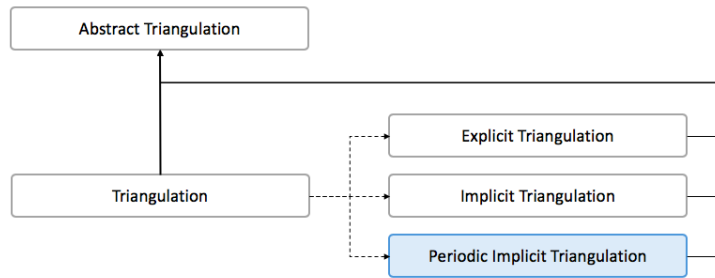 Abstract Triangulation
Explicit Triangulation
Triangulation
Implicit Triangulation
Periodic Implicit Triangulation